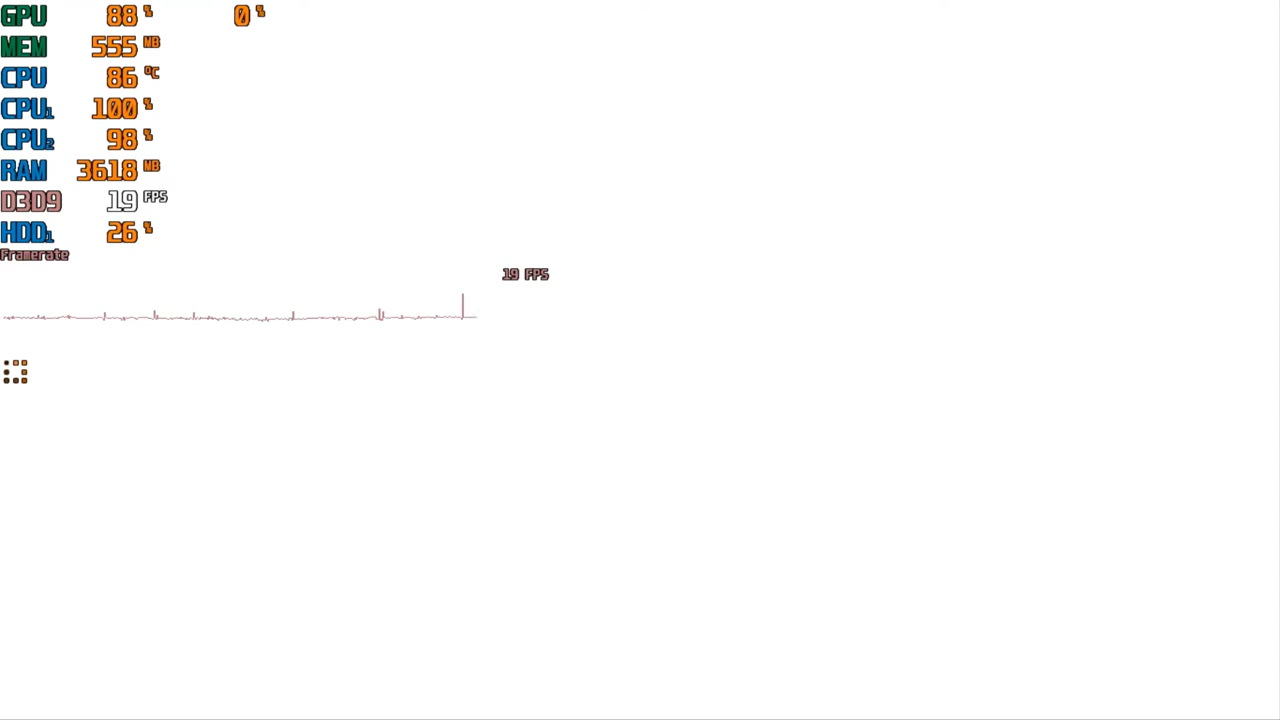 GPU 88 % 0 %
MEM 555 MB
CPU 86 °C
CPU1 100 %
CPU2 98 %
RAM 3618 MB
D3D9 19 FPS
HDD1 26 %
Framerate
19 FPS